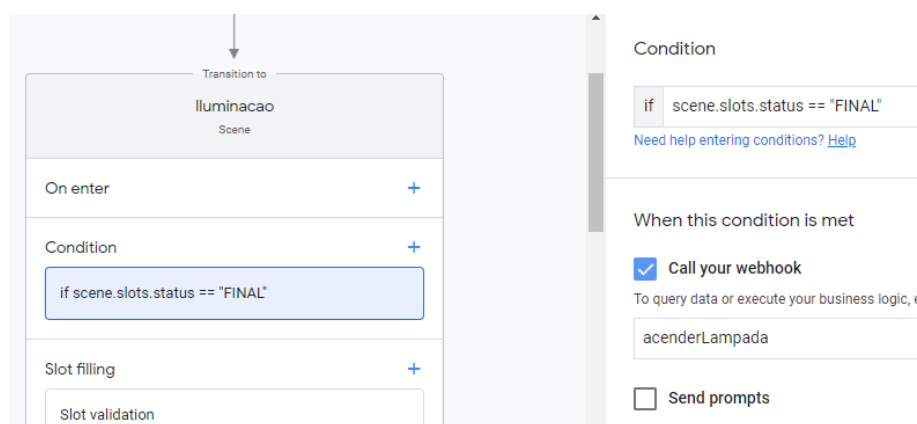 Transition to
Iluminacao
Scene
On enter
+
Condition
+
if scene.slots.status == "FINAL"
Slot filling
+
Slot validation
Condition
if scene.slots.status == "FINAL"
Need help entering conditions? Help
When this condition is met
Call your webhook
To query data or execute your business logic,
acenderLampada
Send prompts